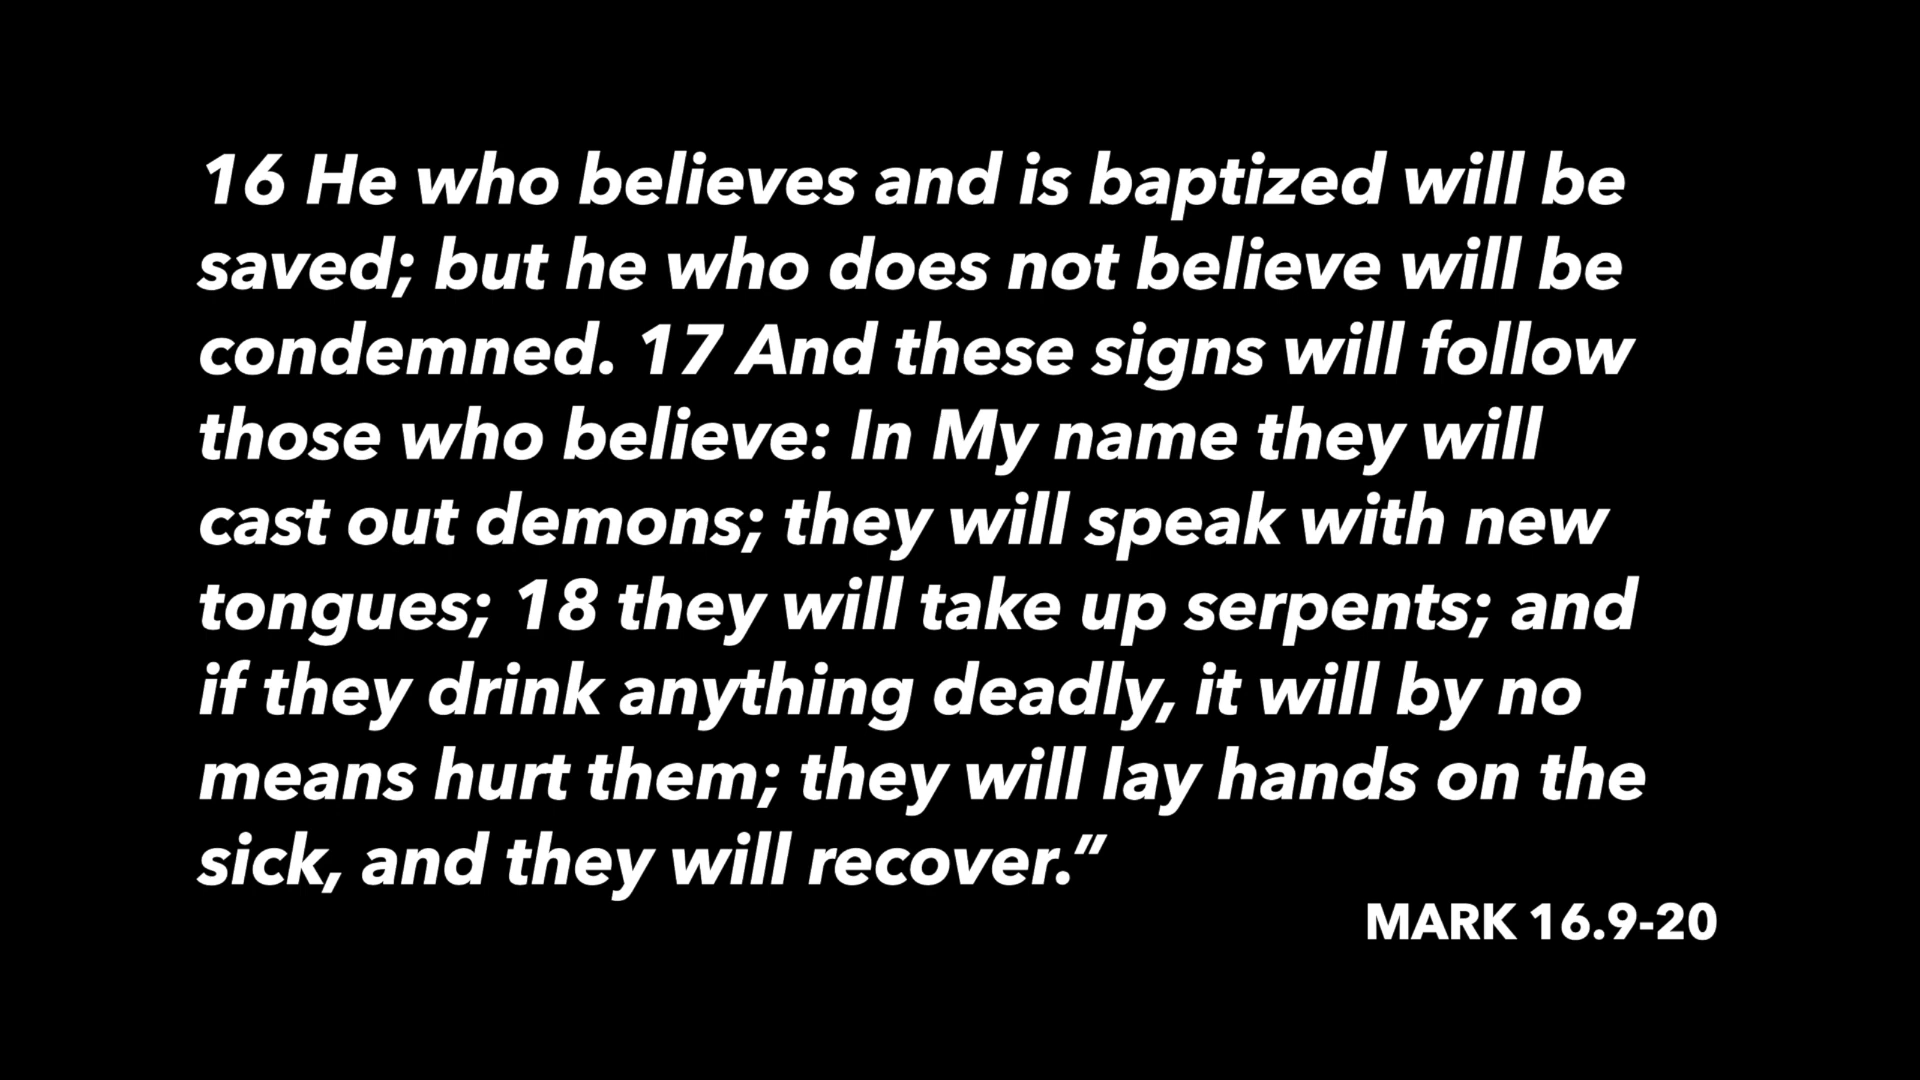 16 He who believes and is baptized will be
saved; but he who does not believe will be
condemned. 17 And these signs will follow
those who believe: In My name they will
cast out demons; they will speak with new
tongues; 18 they will take up serpents; and
if they drink anything deadly, it will by no
means hurt them; they will lay hands on the
sick, and they will recover.”
MARK 16.9-20